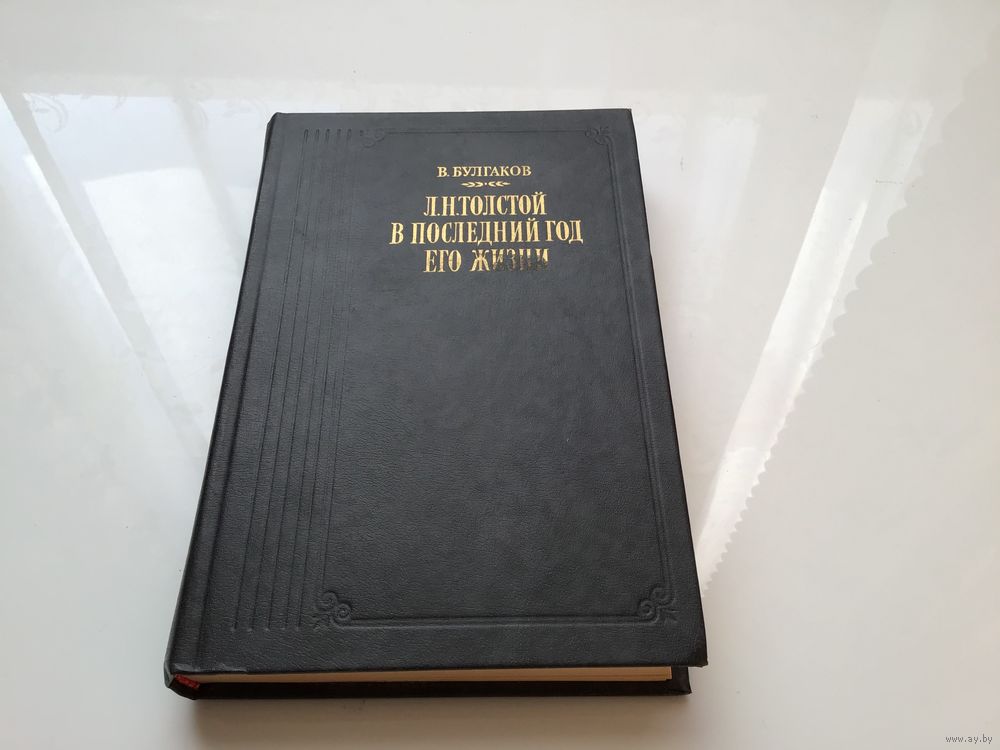 В. БУЛГАКОВ
Л.Н.ТОЛСТОЙ
В ПОСЛЕДНИЙ ГОД
ЕГО ЖИЗНИ
www.ay.by